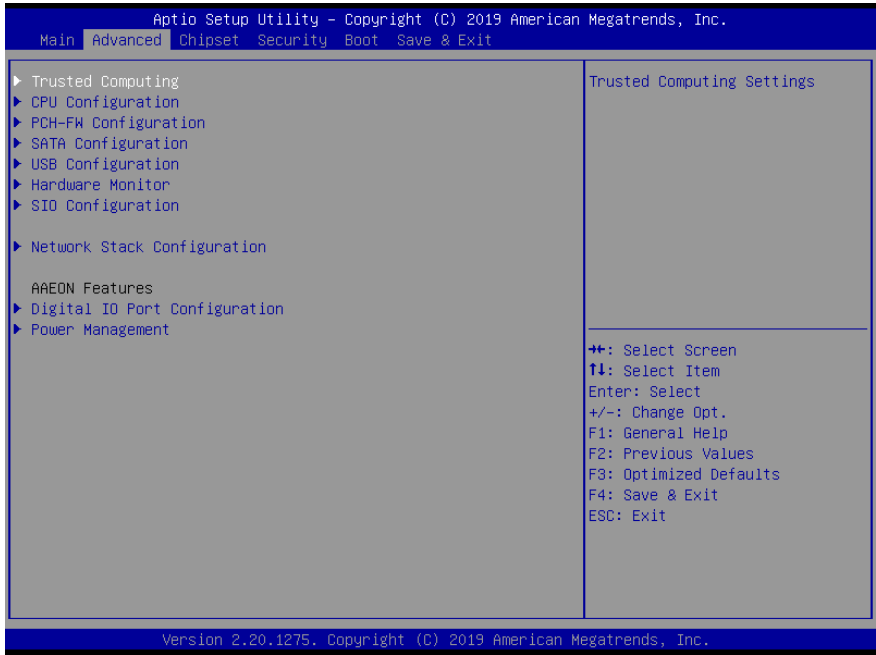 Aptio Setup Utility – Copyright (C) 2019 American Megatrends, Inc.
Main Advanced Chipset Security Boot Save & Exit
Trusted Computing
CPU Configuration
PCH-FW Configuration
SATA Configuration
USB Configuration
Hardware Monitor
SIO Configuration
Network Stack Configuration
AAEON Features
Digital IO Port Configuration
Power Management
Trusted Computing Settings
→←: Select Screen
↑↓: Select Item
Enter: Select
+/-: Change Opt.
F1: General Help
F2: Previous Values
F3: Optimized Defaults
F4: Save & Exit
ESC: Exit
Version 2.20.1275. Copyright (C) 2019 American Megatrends, Inc.